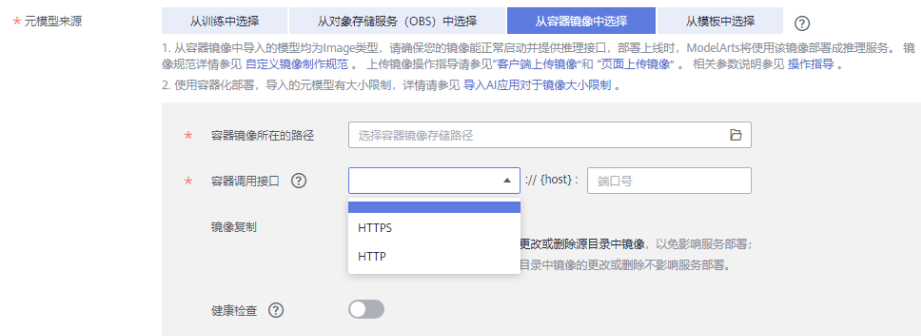 * 元模型来源 从训练中选择 从对象存储服务（OBS）中选择 从容器镜像中选择 从模板中选择 ?
1. 从容器镜像中导入的模型均为Image类型，请确保您的镜像能正常启动并提供推理接口，部署上线时，ModelArts将使用该镜像部署成推理服务。 镜
像规范详情参见 自定义镜像制作规范 。 上传镜像操作指导请参见"客户端上传镜像"和 "页面上传镜像" 。 相关参数说明参见 操作指导 。
2. 使用容器化部署，导入的元模型有大小限制，详情请参见 导入AI应用对于镜像大小限制 。
* 容器镜像所在的路径 选择容器镜像存储路径
* 容器调用接口 ? :// {host} : 端口号
镜像复制
HTTPS
更改或删除源目录中镜像，以免影响服务部署；
HTTP
目录中镜像的更改或删除不影响服务部署。
健康检查 ?